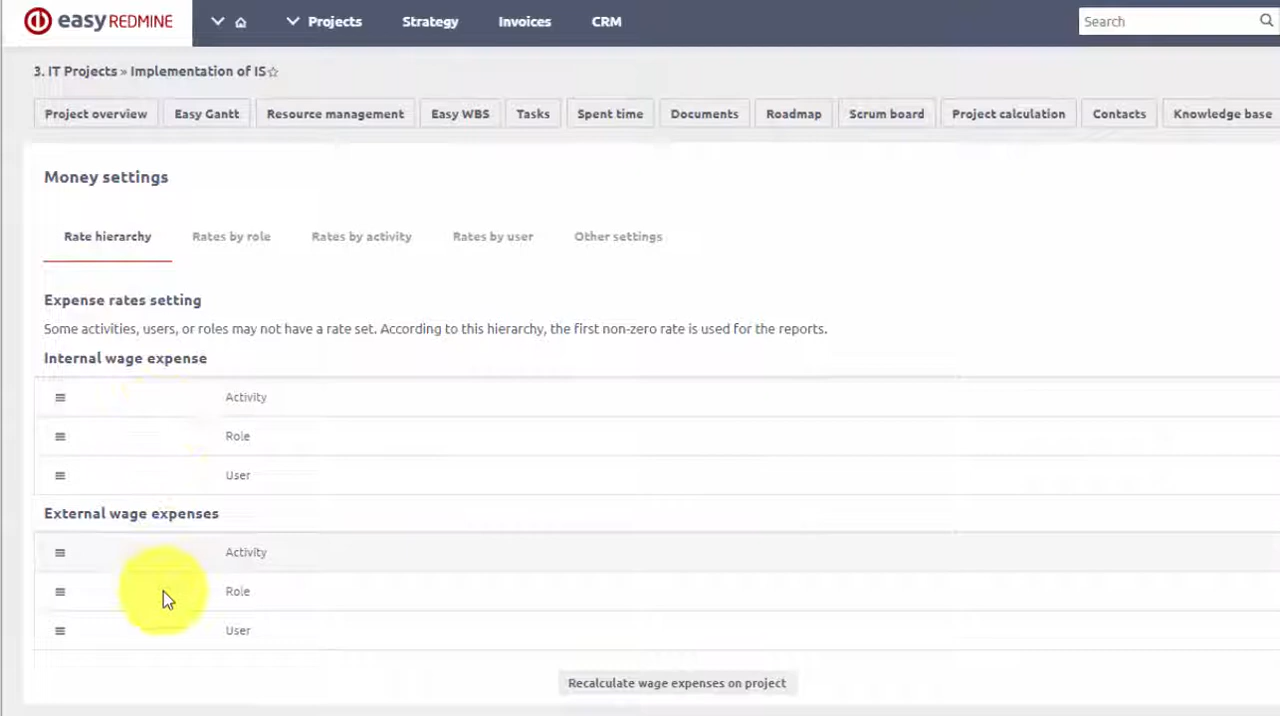 easy REDMINE
Projects
Strategy
Invoices
CRM
Search
3. IT Projects » Implementation of IS☆
Project overview
Easy Gantt
Resource management
Easy WBS
Tasks
Spent time
Documents
Roadmap
Scrum board
Project calculation
Contacts
Knowledge base
Money settings
Rate hierarchy
Rates by role
Rates by activity
Rates by user
Other settings
Expense rates setting
Some activities, users, or roles may not have a rate set. According to this hierarchy, the first non-zero rate is used for the reports.
Internal wage expense
Activity
Role
User
External wage expenses
Activity
Role
User
Recalculate wage expenses on project